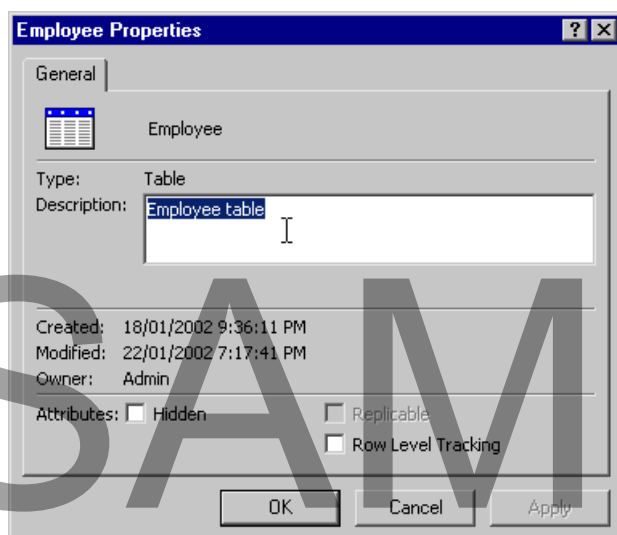 Employee Properties
General
Employee
Type: Table
Description: Employee table
Created: 18/01/2002 9:36:11 PM
Modified: 22/01/2002 7:17:41 PM
Owner: Admin
Attributes: Hidden Replicable
Row Level Tracking
OK Cancel Apply
SAM